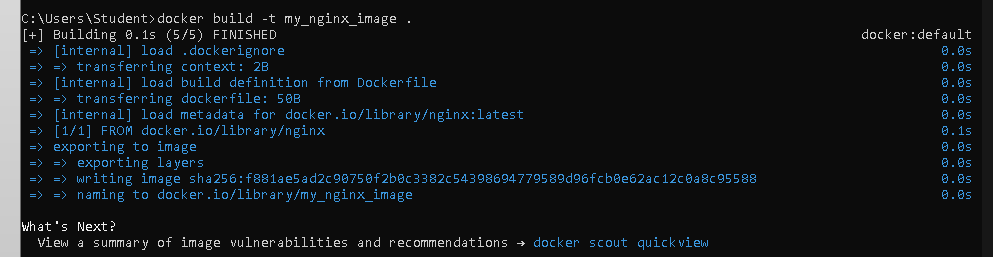 C:\Users\Student>docker build -t my_nginx_image .
[+] Building 0.1s (5/5) FINISHED docker:default
=> [internal] load .dockerignore 0.0s
=> => transferring context: 2B 0.0s
=> [internal] load build definition from Dockerfile 0.0s
=> => transferring dockerfile: 50B 0.0s
=> [internal] load metadata for docker.io/library/nginx:latest 0.0s
=> [1/1] FROM docker.io/library/nginx 0.1s
=> exporting to image 0.0s
=> => exporting layers 0.0s
=> => writing image sha256:f881ae5ad2c90750f2b0c3382c54398694779589d96fcb0e62ac12c0a8c95588 0.0s
=> => naming to docker.io/library/my_nginx_image 0.0s
What's Next?
View a summary of image vulnerabilities and recommendations → docker scout quickview